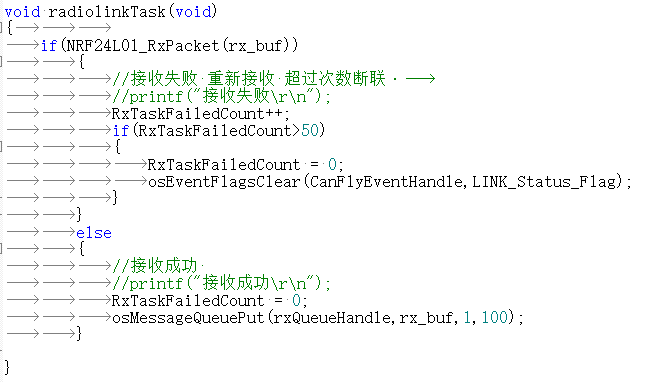 void radiolinkTask(void)
{
if(NRF24L01_RxPacket(rx_buf))
{
//接收失败 重新接收 超过次数断联.
//printf("接收失败\r\n");
RxTaskFailedCount++;
if(RxTaskFailedCount>50)
{
RxTaskFailedCount = 0;
osEventFlagsClear(CanFlyEventHandle,LINK_Status_Flag);
}
}
else
{
//接收成功
//printf("接收成功\r\n");
RxTaskFailedCount = 0;
osMessageQueuePut(rxQueueHandle,rx_buf,1,100);
}
}